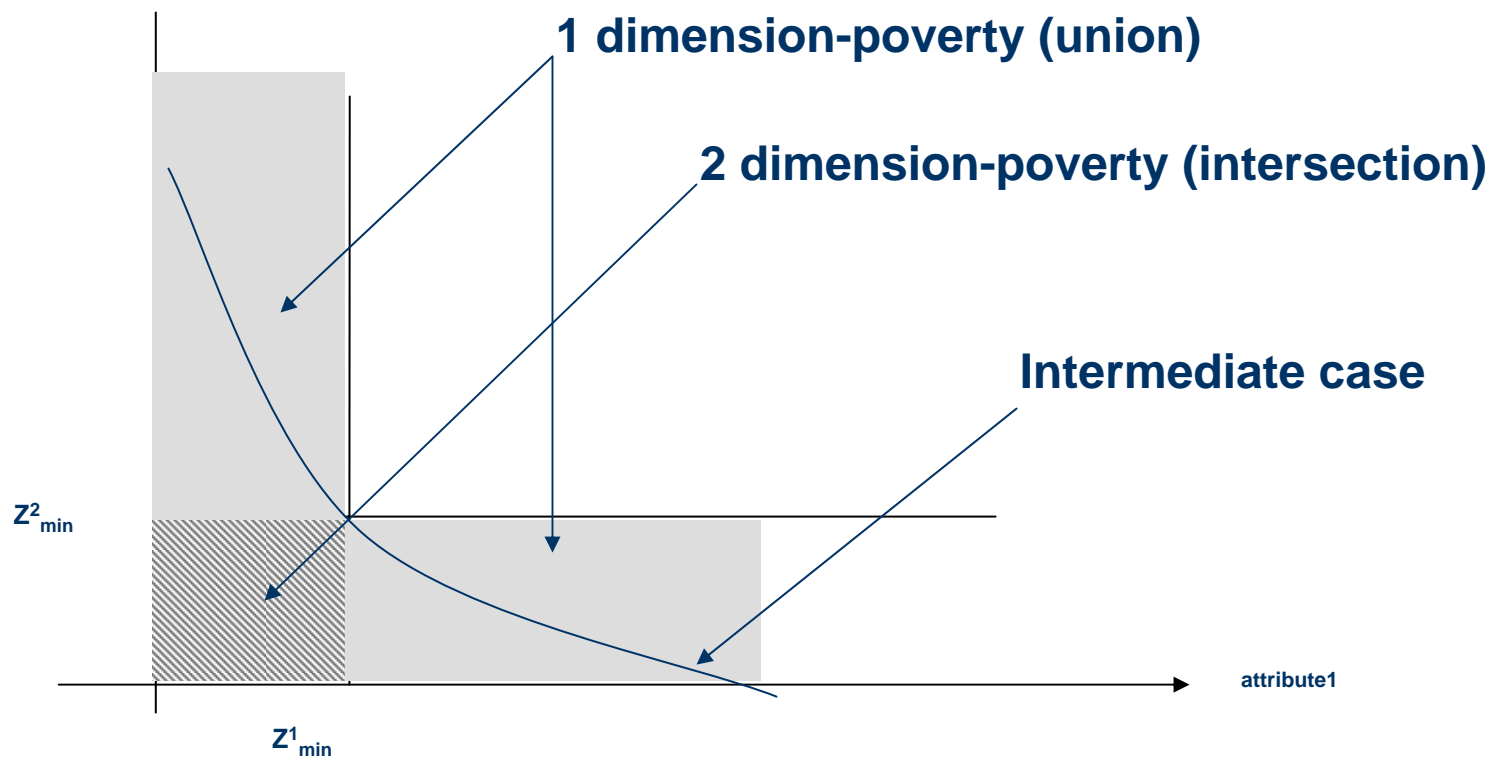 1 dimension-poverty (union)
2 dimension-poverty (intersection)
Intermediate case
Z²min
attribute1
Z¹min